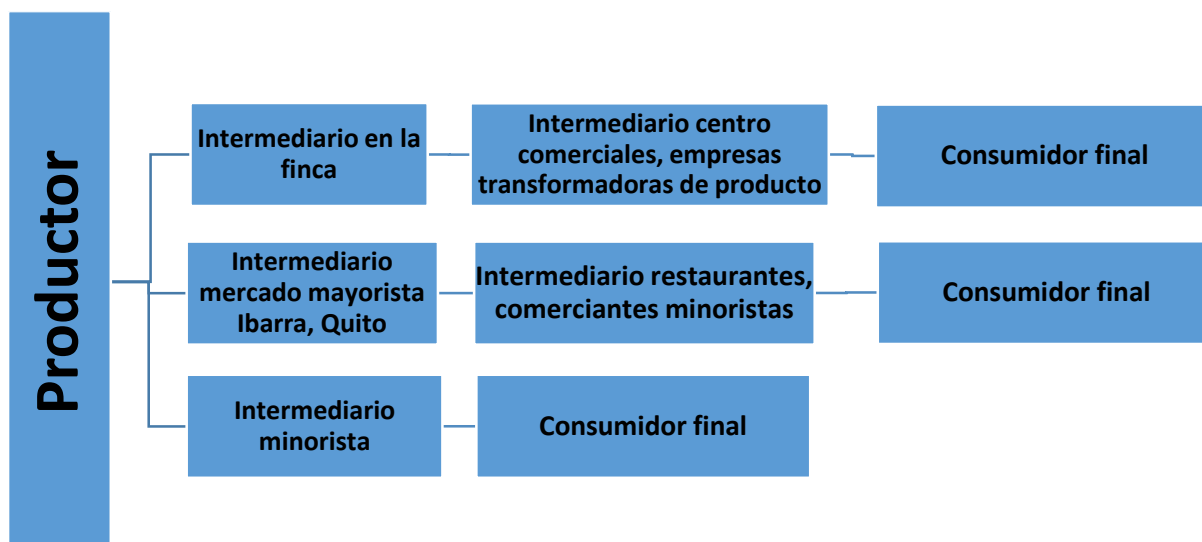 Productor
Intermediario en la
finca
Intermediario centro
comerciales, empresas
transformadoras de producto
Consumidor final
Intermediario
mercado mayorista
Ibarra, Quito
Intermediario restaurantes,
comerciantes minoristas
Consumidor final
Intermediario
minorista
Consumidor final